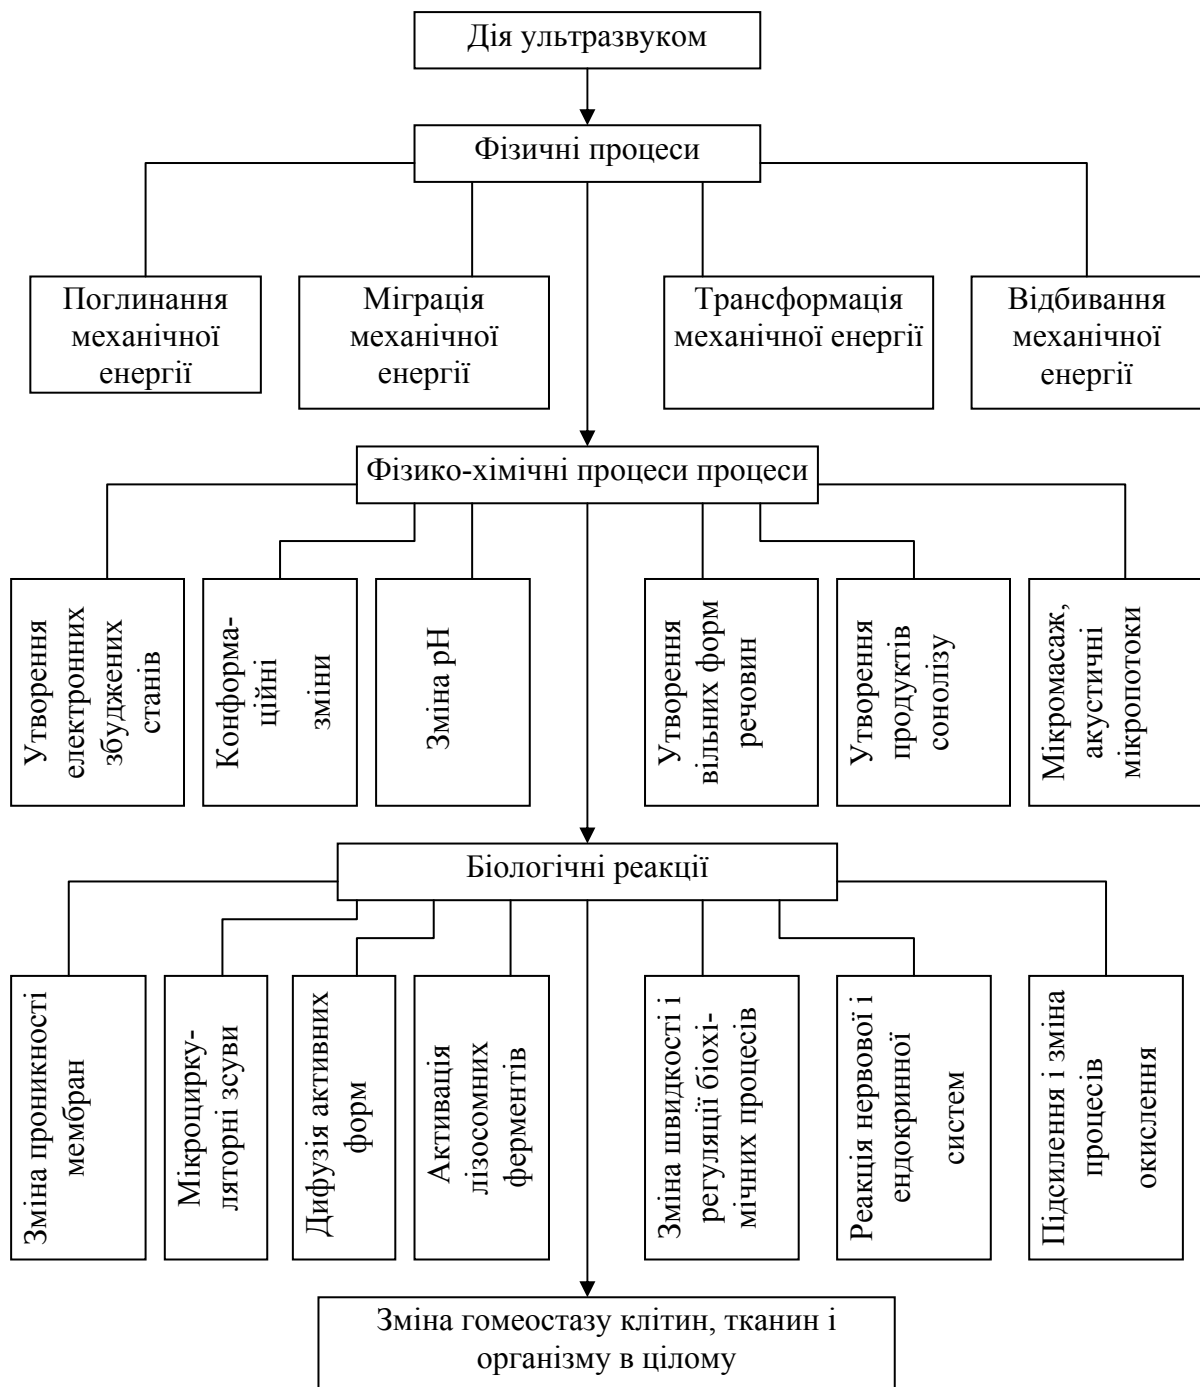 Дія ультразвуком
Фізичні процеси
Поглинання
механічної
енергії
Міграція
механічної
енергії
Трансформація
механічної енергії
Відбивання
механічної
енергії
Фізико-хімічні процеси процеси
Утворення
електронних
збуджених
станів
Конформа-
ційні
зміни
Зміна рН
Утворення
вільних форм
речовин
Утворення
продуктів
сонолізу
Мікромасаж,
акустичні
мікропотоки
Біологічні реакції
Зміна проникності
мембран
Мікроцирку-
ляторні зсуви
Дифузія активних
форм
Активація
лізосомних
ферментів
Зміна швидкості і
регуляції біохі-
мічних процесів
Реакція нервової і
ендокринної
систем
Підсилення і зміна
процесів
окислення
Зміна гомеостазу клітин, тканин і
організму в цілому